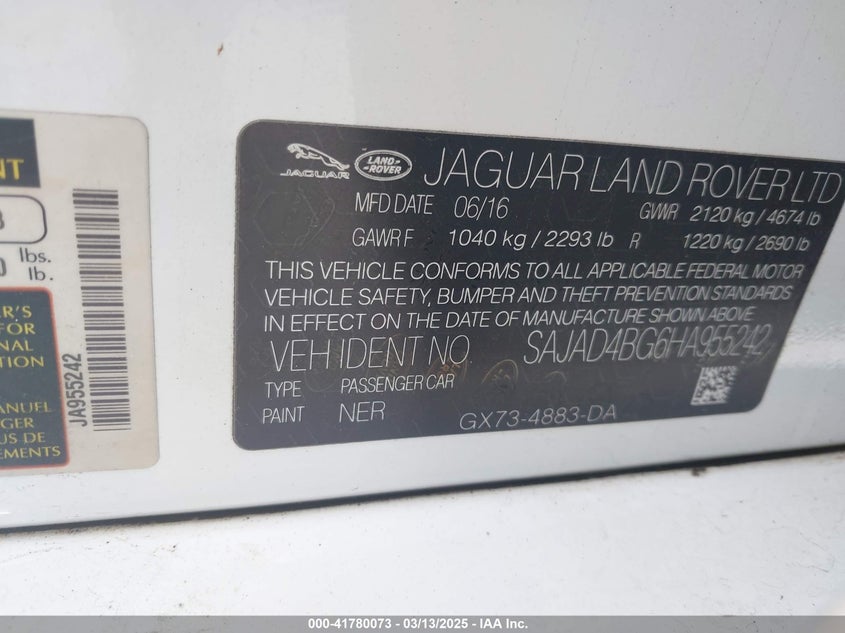 NT
3
0
lbs.
lb.
R'S
FOR
NAL
TION
ANUEL
GER
US DE
EMENTS
JA955242
JAGUAR
LAND
ROVER
JAGUAR LAND ROVER LTD
MFD DATE 06/16 GVWR 2120 kg / 4674 lb
GAWR F 1040 kg / 2293 lb R 1220 kg / 2690 lb
THIS VEHICLE CONFORMS TO ALL APPLICABLE FEDERAL MOTOR
VEHICLE SAFETY, BUMPER AND THEFT PREVENTION STANDARDS
IN EFFECT ON THE DATE OF MANUFACTURE SHOWN ABOVE
VEH IDENT NO SAJAD4BG6HA955242
TYPE PASSENGER CAR
PAINT NER GX73-4883-DA
000-41780073 - 03/13/2025 - IAA Inc.